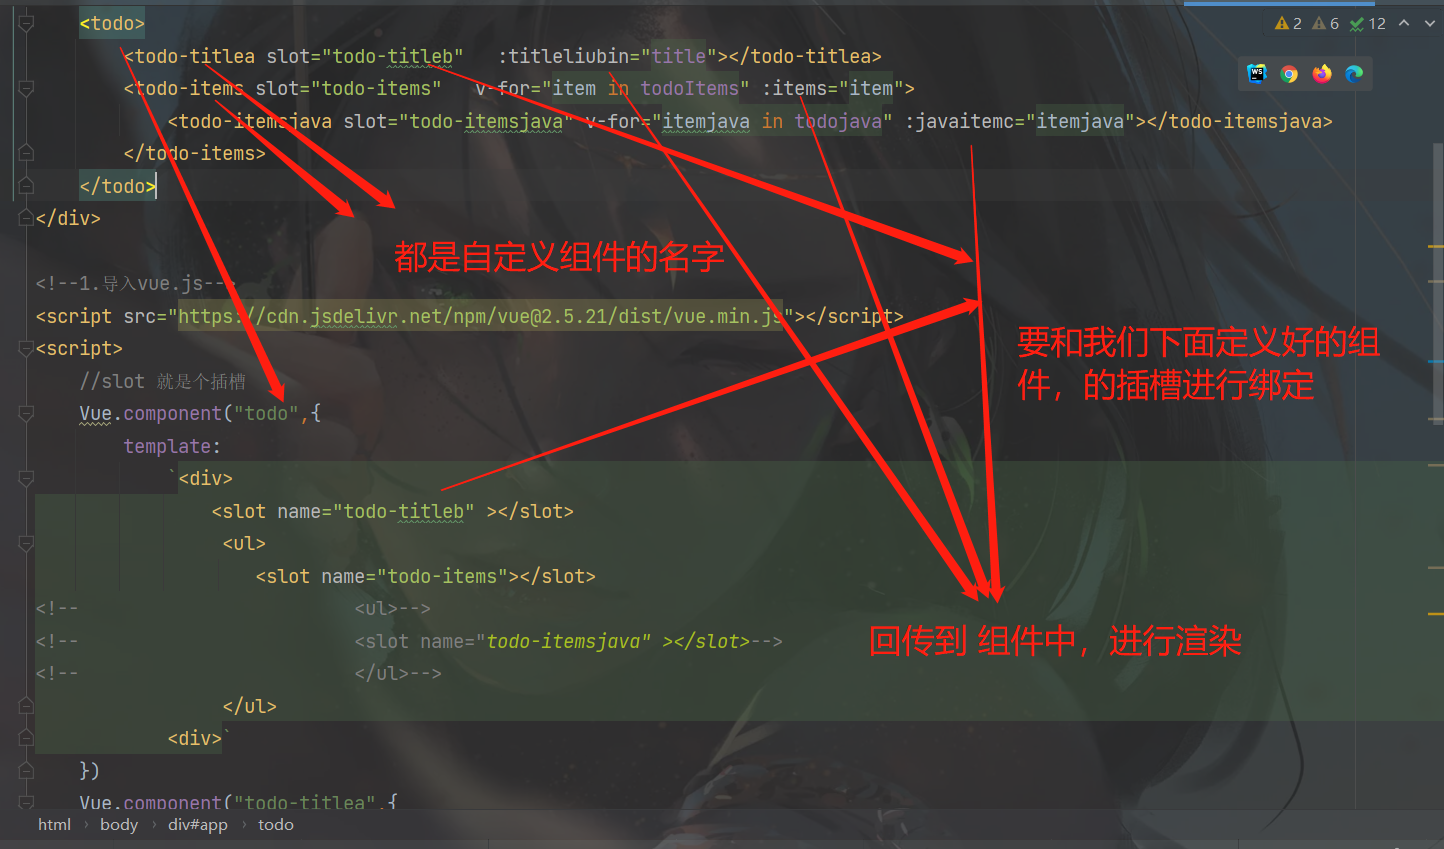 <todo>
2 6 12
<todo-titlea slot="todo-titleb" :titleliubin="title"></todo-titlea>
<todo-items slot="todo-items" v-for="item in todoItems" :items="item">
<todo-itemsjava slot="todo-itemsjava" v-for="itemjava in todojava" :javaitemc="itemjava"></todo-itemsjava>
</todo-items>
</todo>
</div>
都是自定义组件的名字
<!--1.导入vue.js-->
<script src="https://cdn.jsdelivr.net/npm/vue@2.5.21/dist/vue.min.js"></script>
要和我们下面定义好的组
件，的插槽进行绑定
<script>
//slot 就是个插槽
Vue.component("todo",{
template:
`<div>
<slot name="todo-titleb" ></slot>
<ul>
<slot name="todo-items"></slot>
<!-- <ul>-->
<!-- <slot name="todo-itemsjava" ></slot>-->
回传到 组件中，进行渲染
<!-- </ul>-->
</ul>
<div>`
})
Vue.component("todo-titlea",{
html › body › div#app › todo